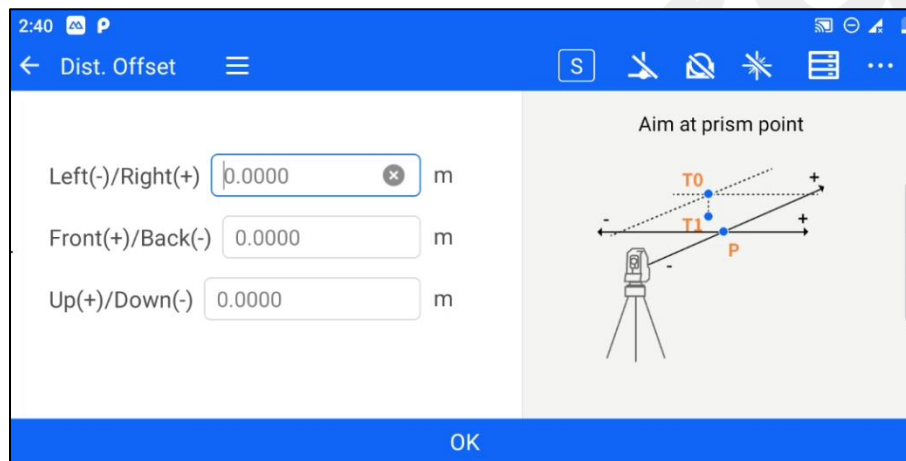 2:40
Dist. Offset
S
Aim at prism point
Left(-)/Right(+) 0.0000 m
Front(+)/Back(-) 0.0000 m
Up(+)/Down(-) 0.0000 m
T0
+
-
T1
+
P
-
OK